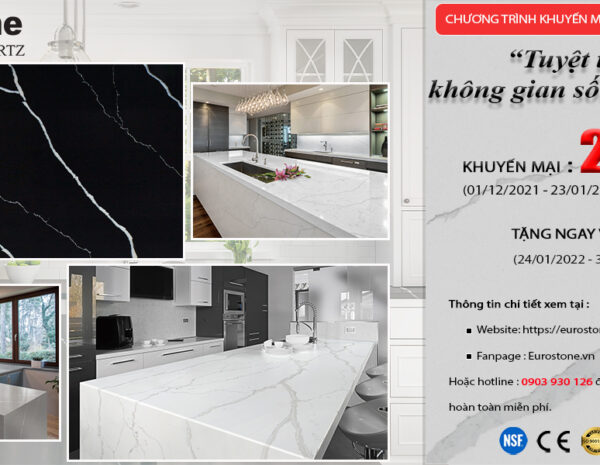 ne
RTZ
CHƯƠNG TRÌNH KHUYẾN M
“Tuyệt
không gian số
KHUYẾN MẠI : 2
(01/12/2021 - 23/01/2
TẶNG NGAY
(24/01/2022 - 3
Thông tin chi tiết xem tại :
Website: https://eurosto
Fanpage : Eurostone.vn
Hoặc hotline : 0903 930 126
hoàn toàn miễn phí.
NSF
CE